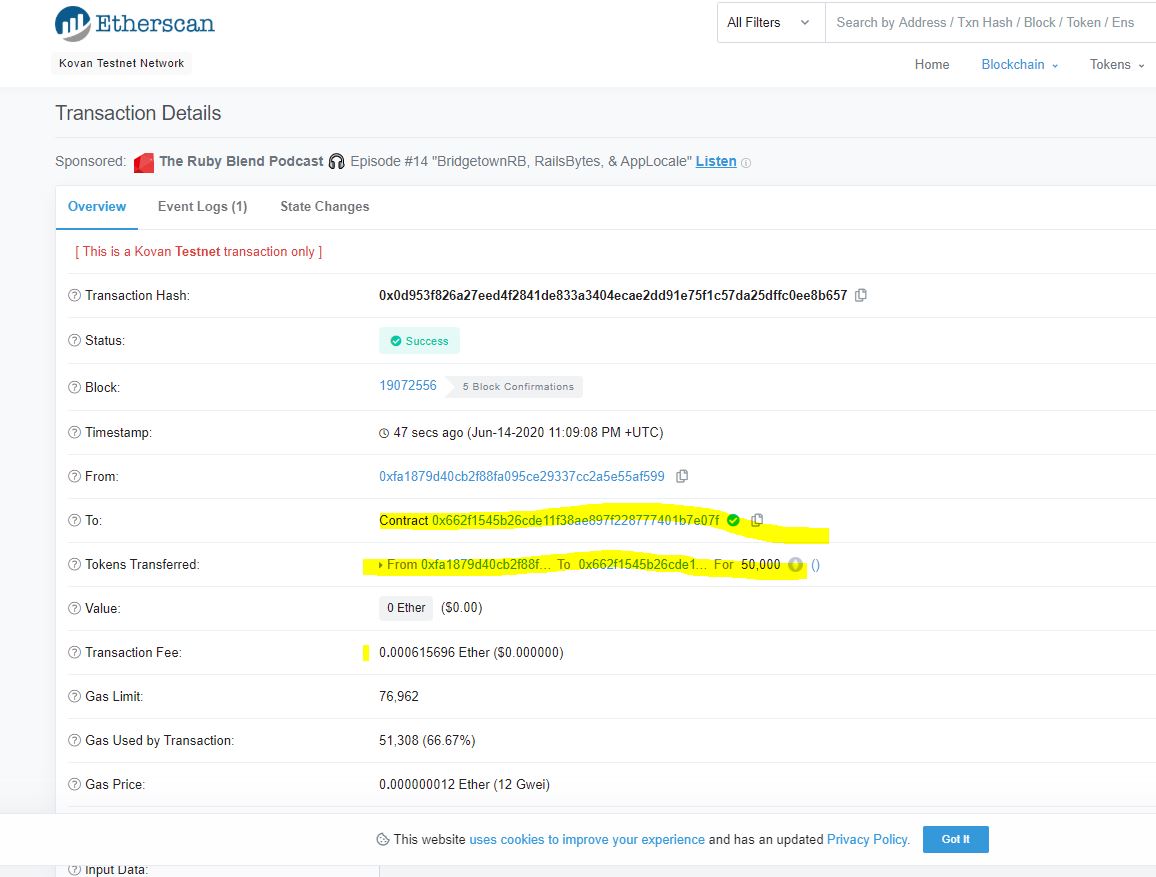 Etherscan
All Filters
Search by Address / Txn Hash / Block / Token / Ens
Kovan Testnet Network
Home Blockchain Tokens
Transaction Details
Sponsored: The Ruby Blend Podcast Episode #14 "BridgetownRB, RailsBytes, & AppLocale" Listen
Overview Event Logs (1) State Changes
[ This is a Kovan Testnet transaction only ]
Transaction Hash: 0x0d953f826a27eed4f2841de833a3404ecae2dd91e75f1c57da25dffc0ee8b657
Status: Success
Block: 19072556 5 Block Confirmations
Timestamp: 47 secs ago (Jun-14-2020 11:09:08 PM +UTC)
From: 0xfa1879d40cb2f88fa095ce29337cc2a5e55af599
To: Contract 0x662f1545b26cde11f38ae897f228777401b7e07f
Tokens Transferred: From 0xfa1879d40cb2f88f... To 0x662f1545b26cde1... For 50,000 ()
Value: 0 Ether ($0.00)
Transaction Fee: 0.000615696 Ether ($0.000000)
Gas Limit: 76,962
Gas Used by Transaction: 51,308 (66.67%)
Gas Price: 0.000000012 Ether (12 Gwei)
This website uses cookies to improve your experience and has an updated Privacy Policy. Got It
Input Data: